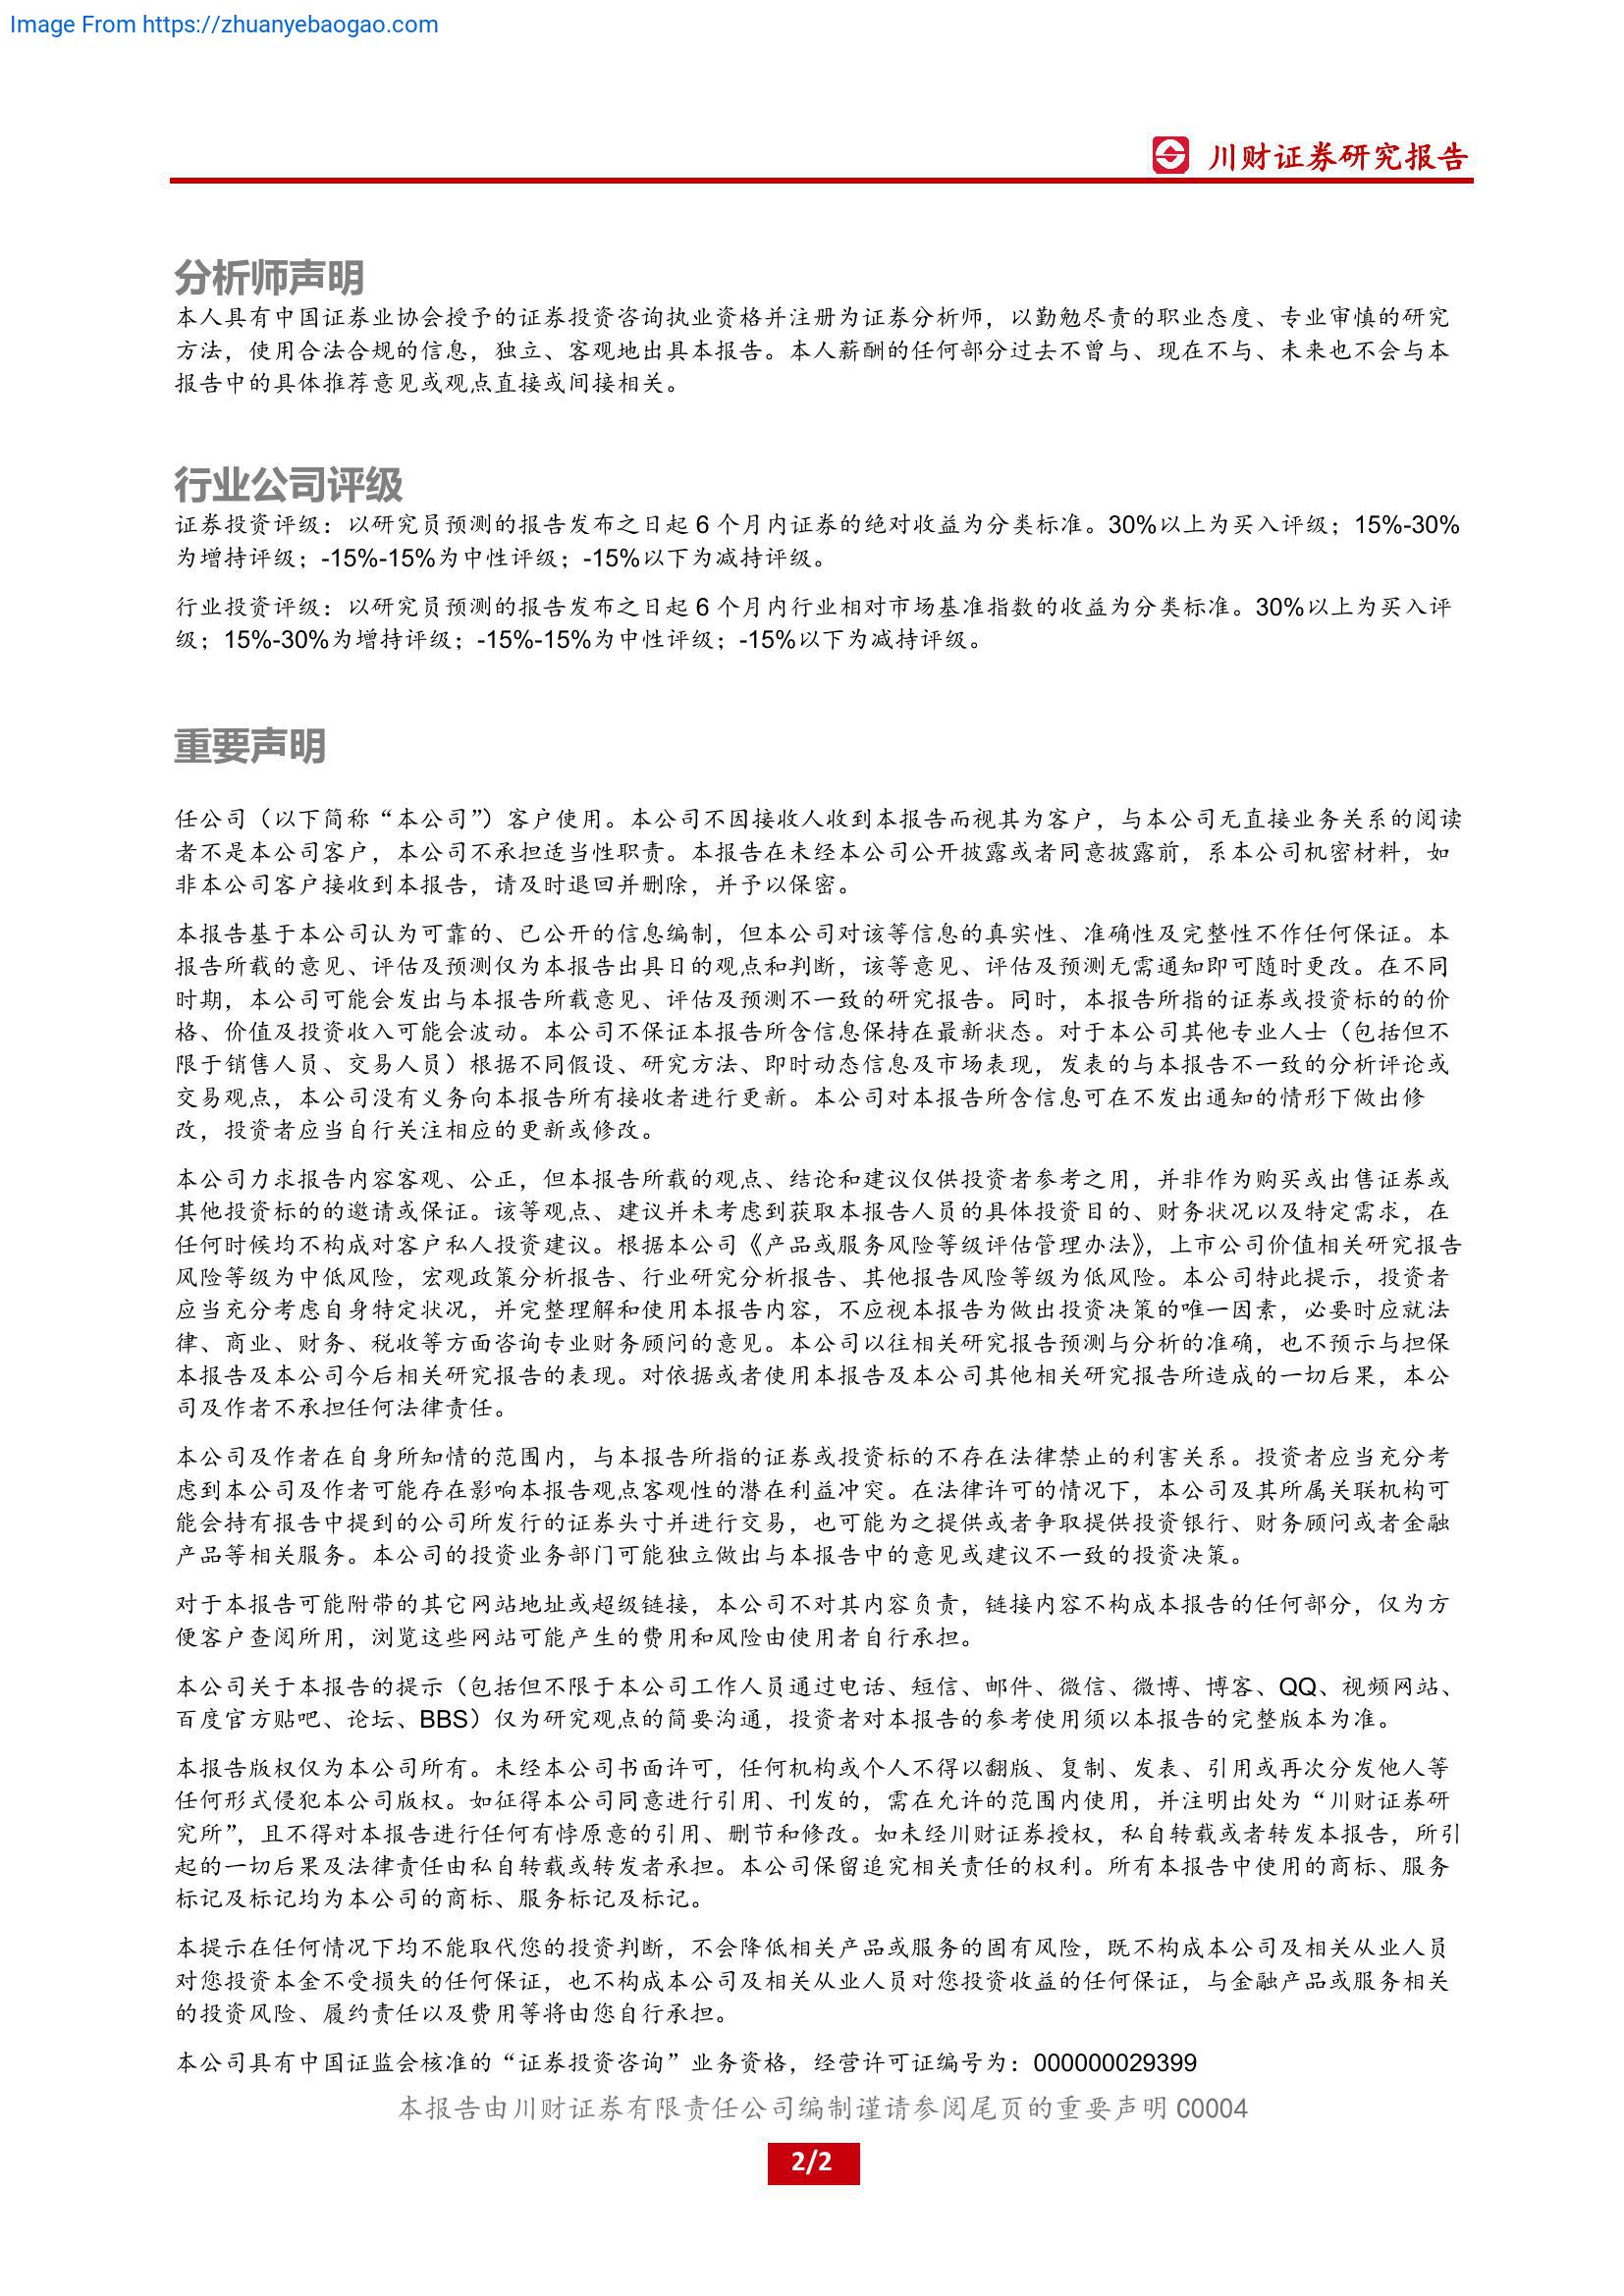 Image From https://zhuanyebaogao.com
川财证券研究报告
分析师声明
本人具有中国证券业协会授予的证券投资咨询执业资格并注册为证券分析师，以勤勉尽责的职业态度、专业审慎的研究
方法，使用合法合规的信息，独立、客观地出具本报告。本人薪酬的任何部分过去不曾与、现在不与、未来也不会与本
报告中的具体推荐意见或观点直接或间接相关。
行业公司评级
证券投资评级：以研究员预测的报告发布之日起 6 个月内证券的绝对收益为分类标准。30%以上为买入评级；15%-30%
为增持评级；-15%-15%为中性评级；-15%以下为减持评级。
行业投资评级：以研究员预测的报告发布之日起 6 个月内行业相对市场基准指数的收益为分类标准。30%以上为买入评
级；15%-30%为增持评级；-15%-15%为中性评级；-15%以下为减持评级。
重要声明
任公司（以下简称“本公司”）客户使用。本公司不因接收人收到本报告而视其为客户，与本公司无直接业务关系的阅读
者不是本公司客户，本公司不承担适当性职责。本报告在未经本公司公开披露或者同意披露前，系本公司机密材料，如
非本公司客户接收到本报告，请及时退回并删除，并予以保密。
本报告基于本公司认为可靠的、已公开的信息编制，但本公司对该等信息的真实性、准确性及完整性不作任何保证。本
报告所载的意见、评估及预测仅为本报告出具日的观点和判断，该等意见、评估及预测无需通知即可随时更改。在不同
时期，本公司可能会发出与本报告所载意见、评估及预测不一致的研究报告。同时，本报告所指的证券或投资标的的价
格、价值及投资收入可能会波动。本公司不保证本报告所含信息保持在最新状态。对于本公司其他专业人士（包括但不
限于销售人员、交易人员）根据不同假设、研究方法、即时动态信息及市场表现，发表的与本报告不一致的分析评论或
交易观点，本公司没有义务向本报告所有接收者进行更新。本公司对本报告所含信息可在不发出通知的情形下做出修
改，投资者应当自行关注相应的更新或修改。
本公司力求报告内容客观、公正，但本报告所载的观点、结论和建议仅供投资者参考之用，并非作为购买或出售证券或
其他投资标的的邀请或保证。该等观点、建议并未考虑到获取本报告人员的具体投资目的、财务状况以及特定需求，在
任何时候均不构成对客户私人投资建议。根据本公司《产品或服务风险等级评估管理办法》，上市公司价值相关研究报告
风险等级为中低风险，宏观政策分析报告、行业研究分析报告、其他报告风险等级为低风险。本公司特此提示，投资者
应当充分考虑自身特定状况，并完整理解和使用本报告内容，不应视本报告为做出投资决策的唯一因素，必要时应就法
律、商业、财务、税收等方面咨询专业财务顾问的意见。本公司以往相关研究报告预测与分析的准确，也不预示与担保
本报告及本公司今后相关研究报告的表现。对依据或者使用本报告及本公司其他相关研究报告所造成的一切后果，本公
司及作者不承担任何法律责任。
本公司及作者在自身所知情的范围内，与本报告所指的证券或投资标的不存在法律禁止的利害关系。投资者应当充分考
虑到本公司及作者可能存在影响本报告观点客观性的潜在利益冲突。在法律许可的情况下，本公司及其所属关联机构可
能会持有报告中提到的公司所发行的证券头寸并进行交易，也可能为之提供或者争取提供投资银行、财务顾问或者金融
产品等相关服务。本公司的投资业务部门可能独立做出与本报告中的意见或建议不一致的投资决策。
对于本报告可能附带的其它网站地址或超级链接，本公司不对其内容负责，链接内容不构成本报告的任何部分，仅为方
便客户查阅所用，浏览这些网站可能产生的费用和风险由使用者自行承担。
本公司关于本报告的提示（包括但不限于本公司工作人员通过电话、短信、邮件、微信、微博、博客、QQ、视频网站、
百度官方贴吧、论坛、BBS）仅为研究观点的简要沟通，投资者对本报告的参考使用须以本报告的完整版本为准。
本报告版权仅为本公司所有。未经本公司书面许可，任何机构或个人不得以翻版、复制、发表、引用或再次分发他人等
任何形式侵犯本公司版权。如征得本公司同意进行引用、刊发的，需在允许的范围内使用，并注明出处为“川财证券研
究所”，且不得对本报告进行任何有悖原意的引用、删节和修改。如未经川财证券授权，私自转载或者转发本报告，所引
起的一切后果及法律责任由私自转载或转发者承担。本公司保留追究相关责任的权利。所有本报告中使用的商标、服务
标记及标记均为本公司的商标、服务标记及标记。
本提示在任何情况下均不能取代您的投资判断，不会降低相关产品或服务的固有风险，既不构成本公司及相关从业人员
对您投资本金不受损失的任何保证，也不构成本公司及相关从业人员对您投资收益的任何保证，与金融产品或服务相关
的投资风险、履约责任以及费用等将由您自行承担。
本公司具有中国证监会核准的“证券投资咨询”业务资格，经营许可证编号为：000000029399
本报告由川财证券有限责任公司编制谨请参阅尾页的重要声明 C0004
2/2